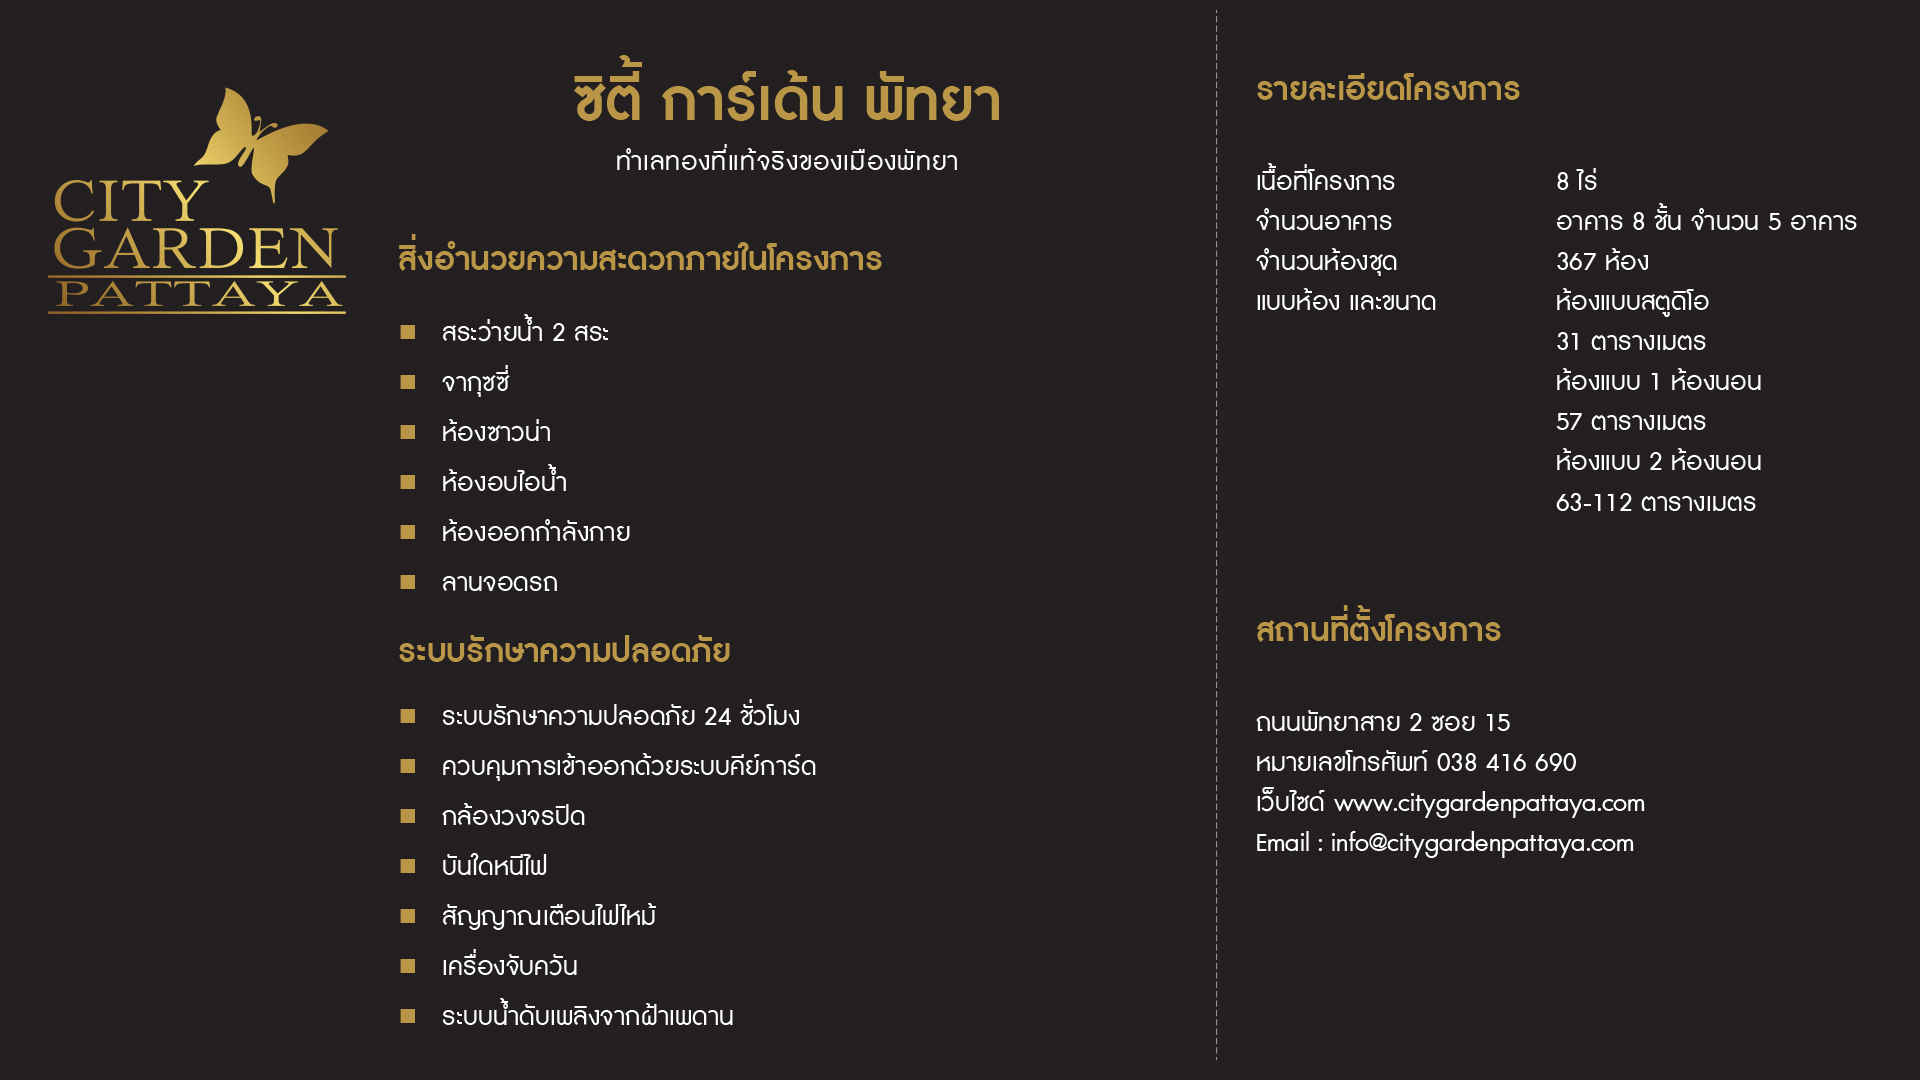 CITY
GARDEN
PATTAYA
ซิตี้ การ์เด้น พัทยา
ทำเลทองที่แท้จริงของเมืองพัทยา
สิ่งอำนวยความสะดวกภายในโครงการ
สระว่ายน้ำ 2 สระ
จากุซซี่
ห้องซาวน่า
ห้องอบไอน้ำ
ห้องออกกำลังกาย
ลานจอดรถ
ระบบรักษาความปลอดภัย
ระบบรักษาความปลอดภัย 24 ชั่วโมง
ควบคุมการเข้าออกด้วยระบบคีย์การ์ด
กล้องวงจรปิด
บันใดหนีไฟ
สัญญาณเตือนไฟไหม้
เครื่องจับควัน
ระบบน้ำดับเพลิงจากฝ้าเพดาน
รายละเอียดโครงการ
เนื้อที่โครงการ 8 ไร่
จำนวนอาคาร อาคาร 8 ชั้น จำนวน 5 อาคาร
จำนวนห้องชุด 367 ห้อง
แบบห้อง และขนาด ห้องแบบสตูดิโอ
31 ตารางเมตร
ห้องแบบ 1 ห้องนอน
57 ตารางเมตร
ห้องแบบ 2 ห้องนอน
63-112 ตารางเมตร
สถานที่ตั้งโครงการ
ถนนพัทยาสาย 2 ซอย 15
หมายเลขโทรศัพท์ 038 416 690
เว็บไซด์ www.citygardenpattaya.com
Email : info@citygardenpattaya.com